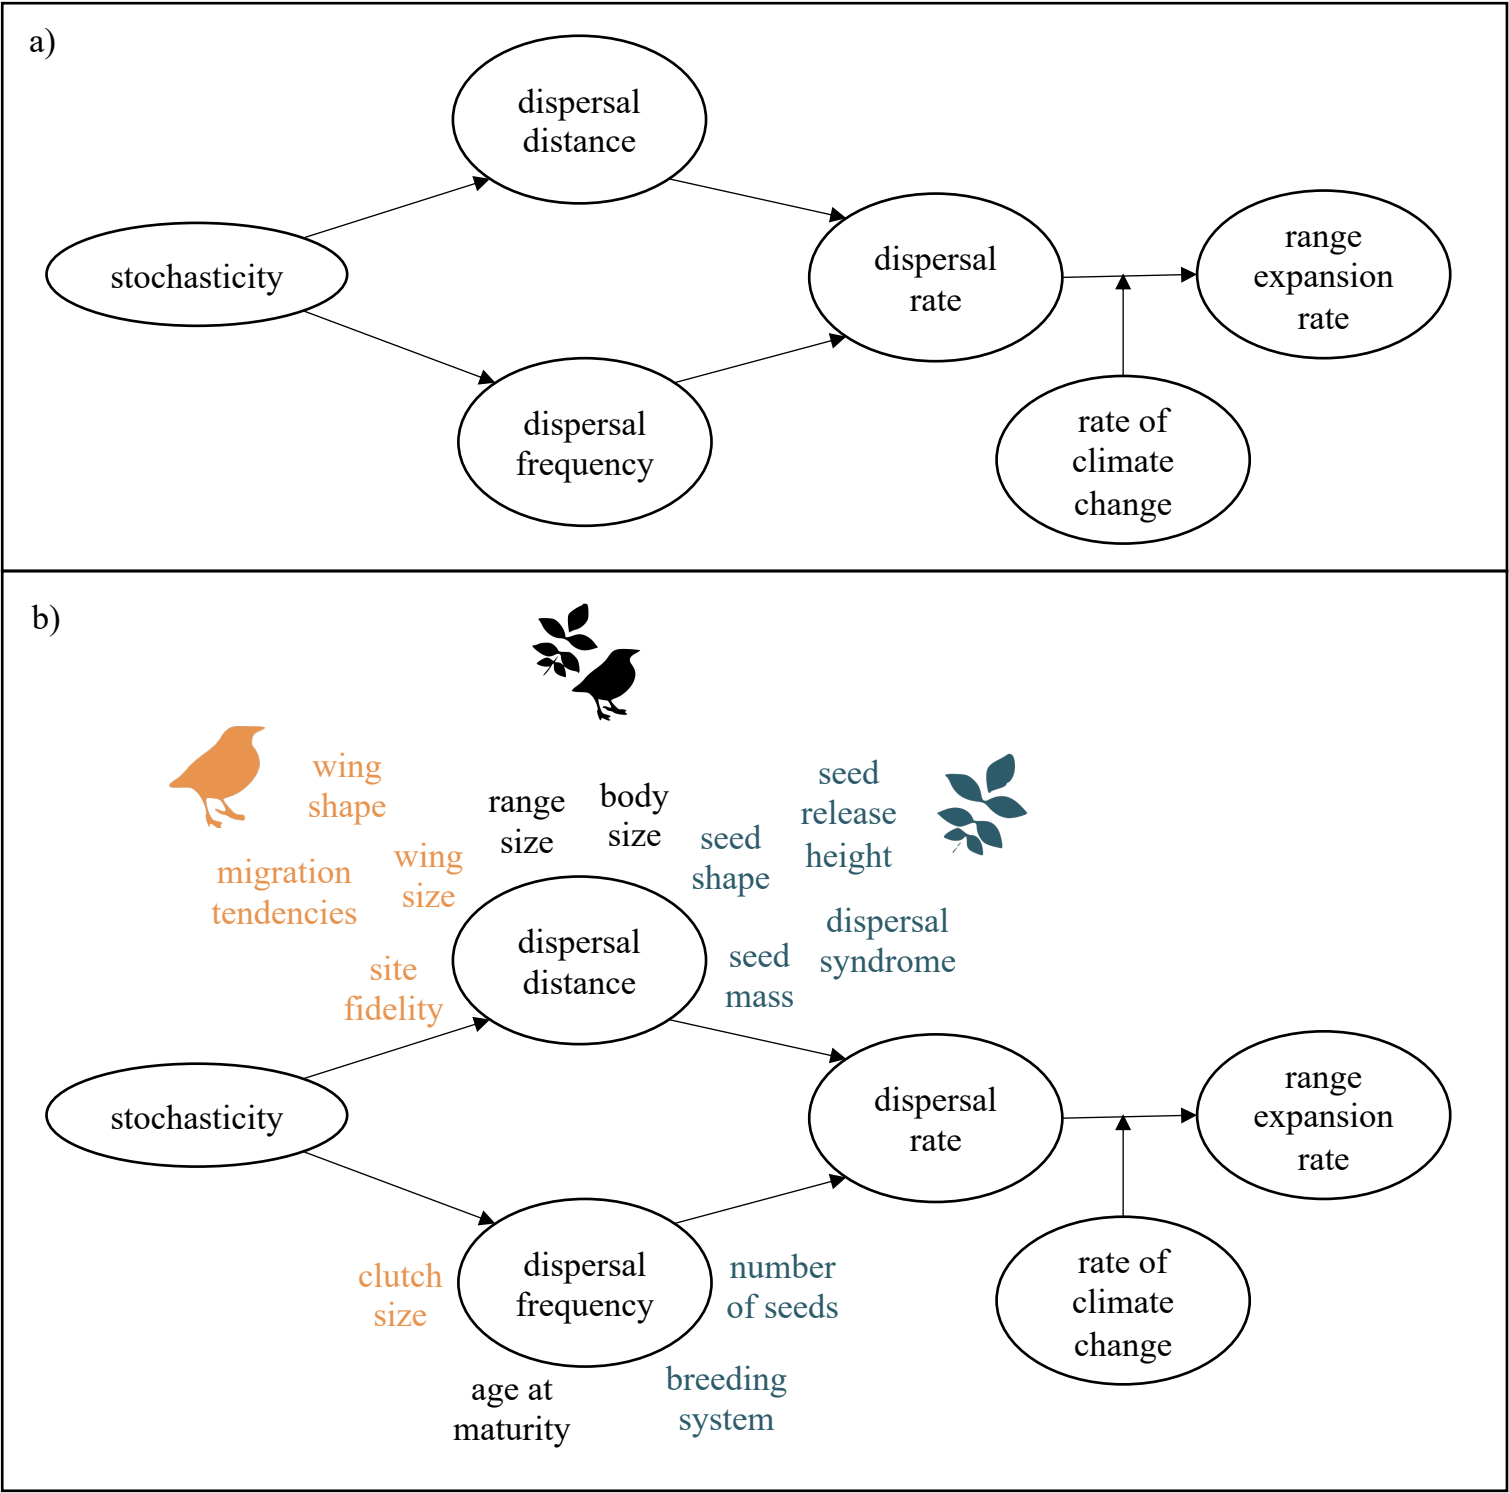 a)
dispersal
distance
stochasticity
dispersal
frequency
dispersal
rate
range
expansion
rate
rate of
climate
change
b)
wing
shape
migration
tendencies
wing
size
site
fidelity
range
size
body
size
seed
shape
seed
release
height
dispersal
syndrome
seed
mass
dispersal
distance
stochasticity
dispersal
rate
range
expansion
rate
clutch
size
dispersal
frequency
number
of seeds
age at
maturity
breeding
system
rate of
climate
change